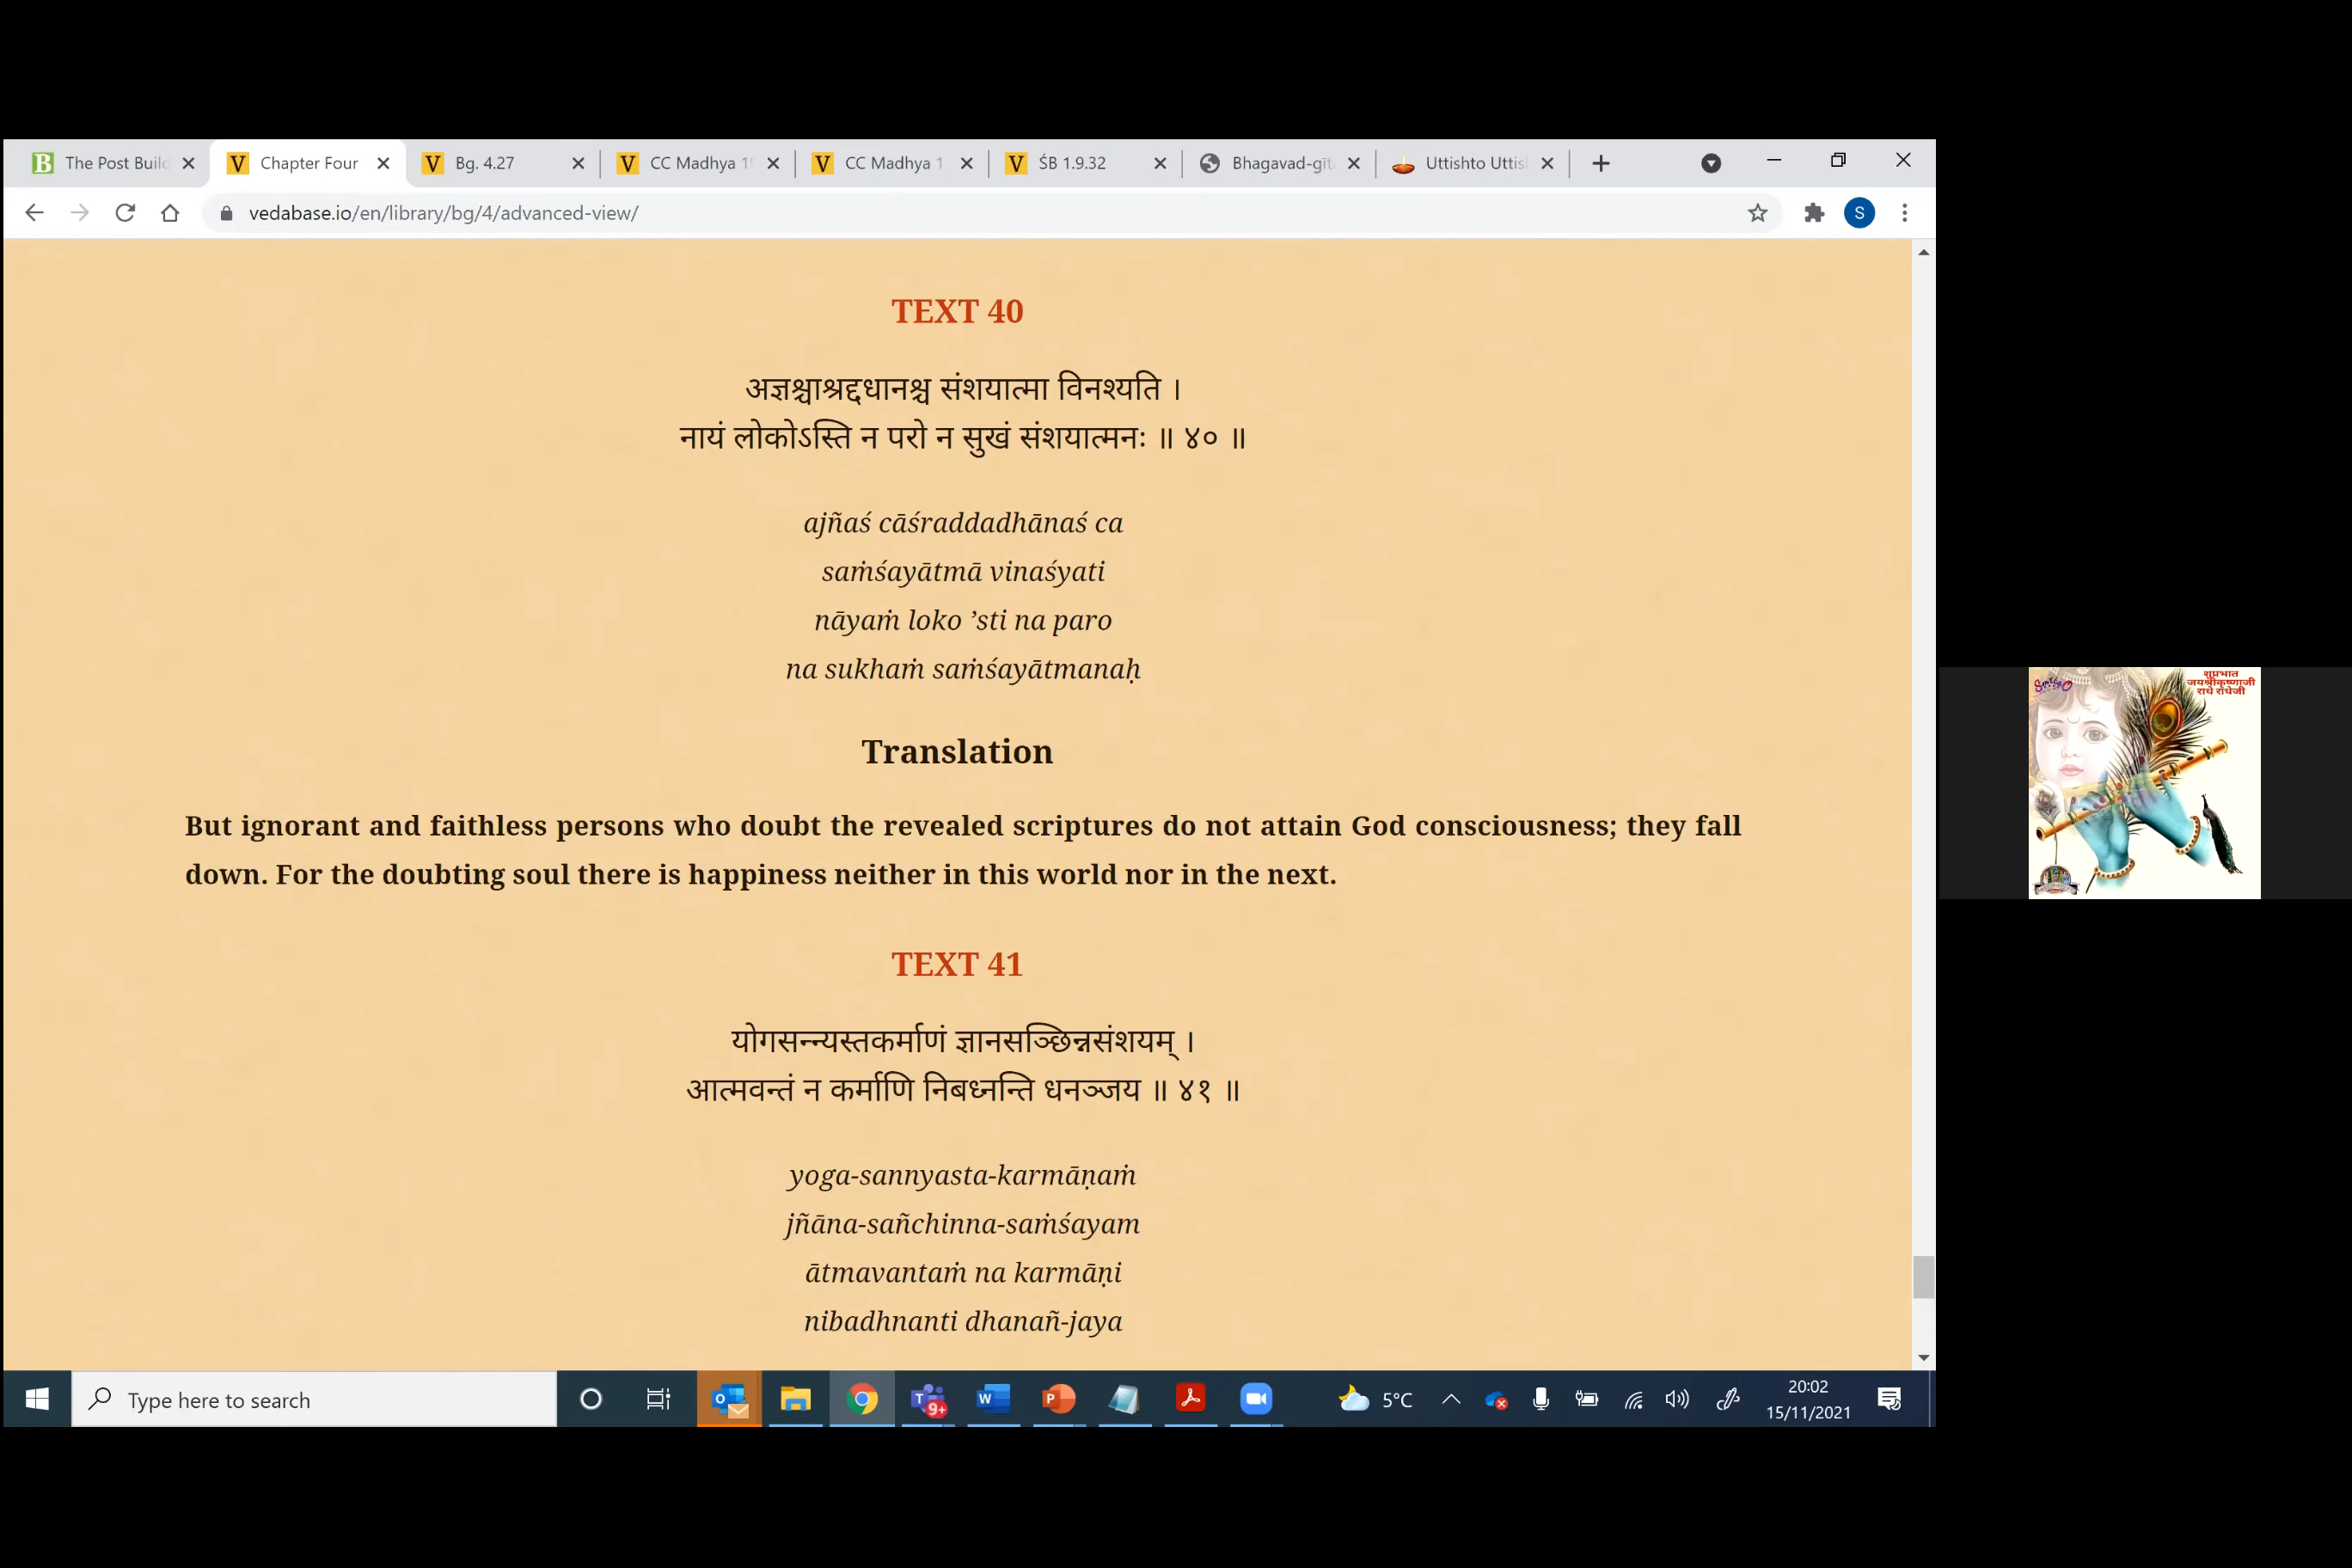 The Post Build
Chapter Four
Bg. 4.27
CC Madhya 1
CC Madhya 1
ŚB 1.9.32
Bhagavad-gīt
Uttishto Uttis
vedabase.io/en/library/bg/4/advanced-view/
S
TEXT 40
अज्ञश्चाश्रद्दधानश्च संशयात्मा विनश्यति ।
नायं लोकोऽस्ति न परो न सुखं संशयात्मनः ॥ ४० ॥
ajñaś cāśraddadhānaś ca
saṁśayātmā vinaśyati
nāyaṁ loko ’sti na paro
na sukhaṁ saṁśayātmanaḥ
Translation
But ignorant and faithless persons who doubt the revealed scriptures do not attain God consciousness; they fall
down. For the doubting soul there is happiness neither in this world nor in the next.
TEXT 41
योगसन्न्यस्तकर्माणं ज्ञानसञ्छिन्नसंशयम् ।
आत्मवन्तं न कर्माणि निबध्नन्ति धनञ्जय ॥ ४१ ॥
yoga-sannyasta-karmāṇaṁ
jñāna-sañchinna-saṁśayam
ātmavantaṁ na karmāṇi
nibadhnanti dhanañ-jaya
शुप्रभात
जयश्रीकृष्णाजी
राधे राधेजी
Type here to search
9+
5°C
20:02
15/11/2021